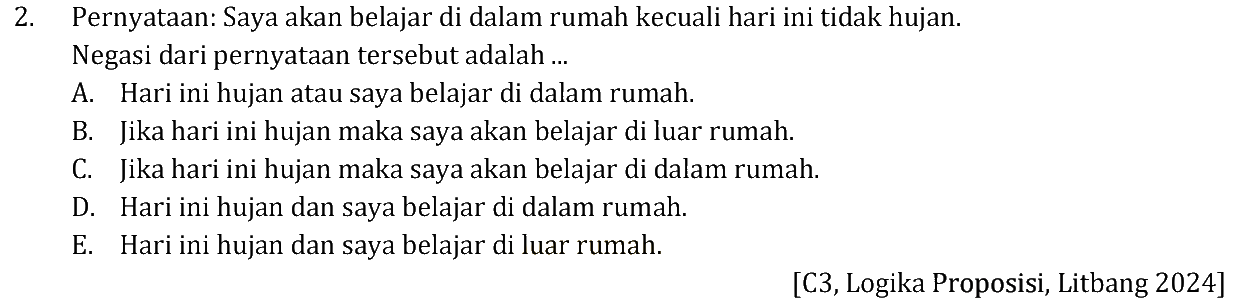 2. Pernyataan: Saya akan belajar di dalam rumah kecuali hari ini tidak hujan.
Negasi dari pernyataan tersebut adalah ...
A. Hari ini hujan atau saya belajar di dalam rumah.
B. Jika hari ini hujan maka saya akan belajar di luar rumah.
C. Jika hari ini hujan maka saya akan belajar di dalam rumah.
D. Hari ini hujan dan saya belajar di dalam rumah.
E. Hari ini hujan dan saya belajar di luar rumah.
[C3, Logika Proposisi, Litbang 2024]